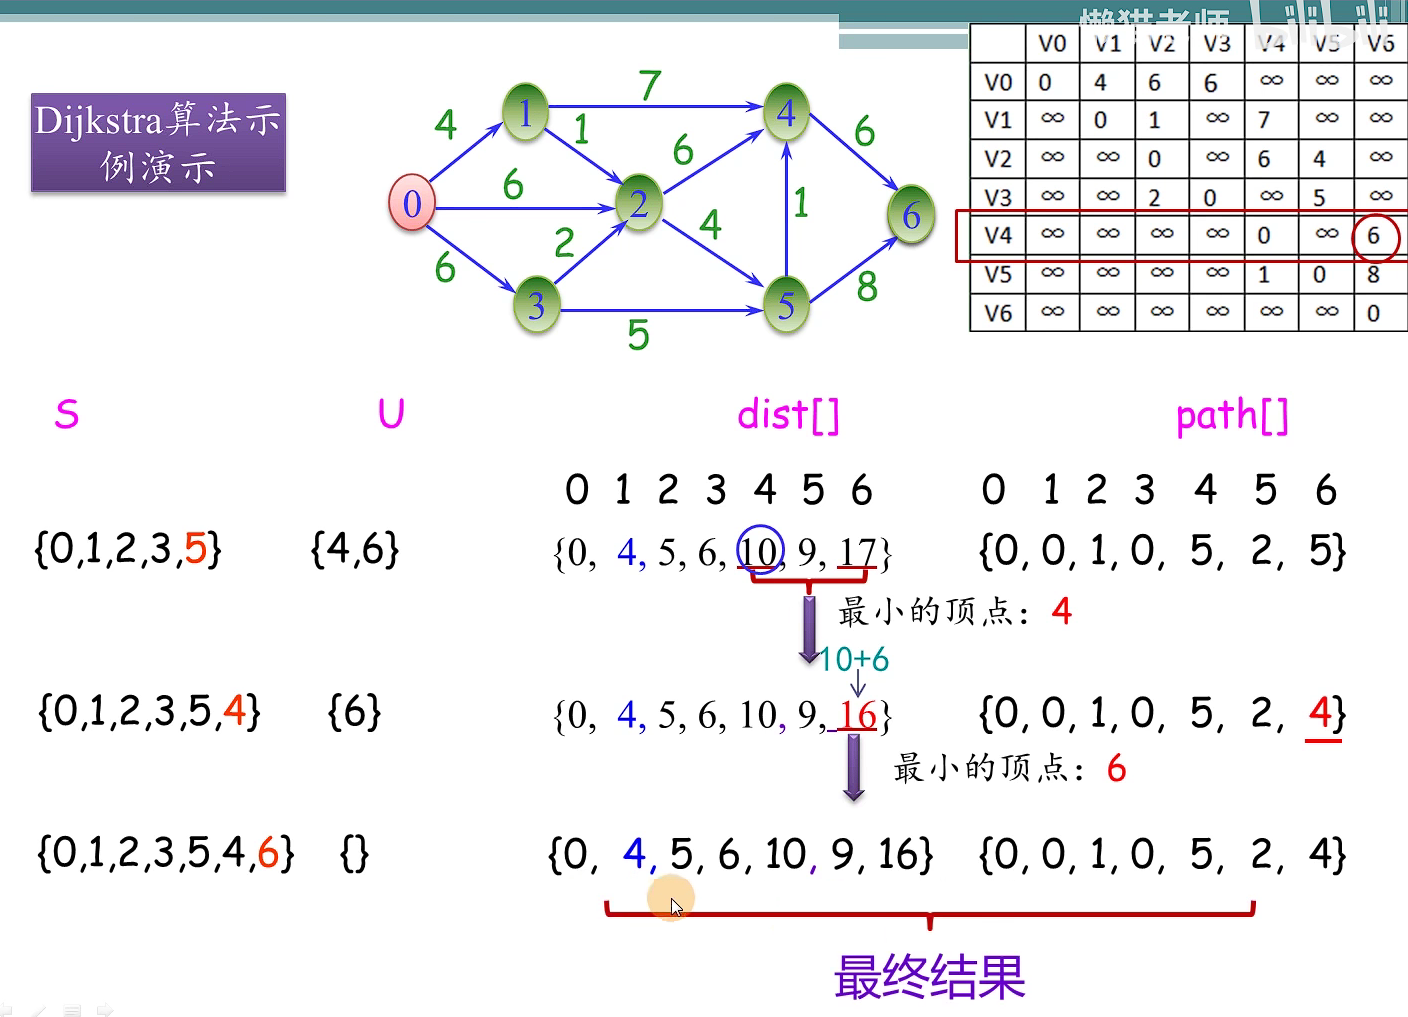 懒猫老师 bilibili
Dijkstra算法示
例演示
4
7
1
6
6
6
2
4
1
6
8
5
0
1
2
3
4
5
6
V0 V1 V2 V3 V4 V5 V6
V0 0 4 6 6 ∞ ∞ ∞
V1 ∞ 0 1 ∞ 7 ∞ ∞
V2 ∞ ∞ 0 ∞ 6 4 ∞
V3 ∞ ∞ 2 0 ∞ 5 ∞
V4 ∞ ∞ ∞ ∞ 0 ∞ 6
V5 ∞ ∞ ∞ ∞ 1 0 8
V6 ∞ ∞ ∞ ∞ ∞ ∞ 0
S U dist[] path[]
0 1 2 3 4 5 6 0 1 2 3 4 5 6
{0,1,2,3,5} {4,6} {0, 4, 5, 6, 10, 9, 17} {0, 0, 1, 0, 5, 2, 5}
最小的顶点：4
10+6
{0,1,2,3,5,4} {6} {0, 4, 5, 6, 10, 9, 16} {0, 0, 1, 0, 5, 2, 4}
最小的顶点：6
{0,1,2,3,5,4,6} {} {0, 4, 5, 6, 10, 9, 16} {0, 0, 1, 0, 5, 2, 4}
最终结果